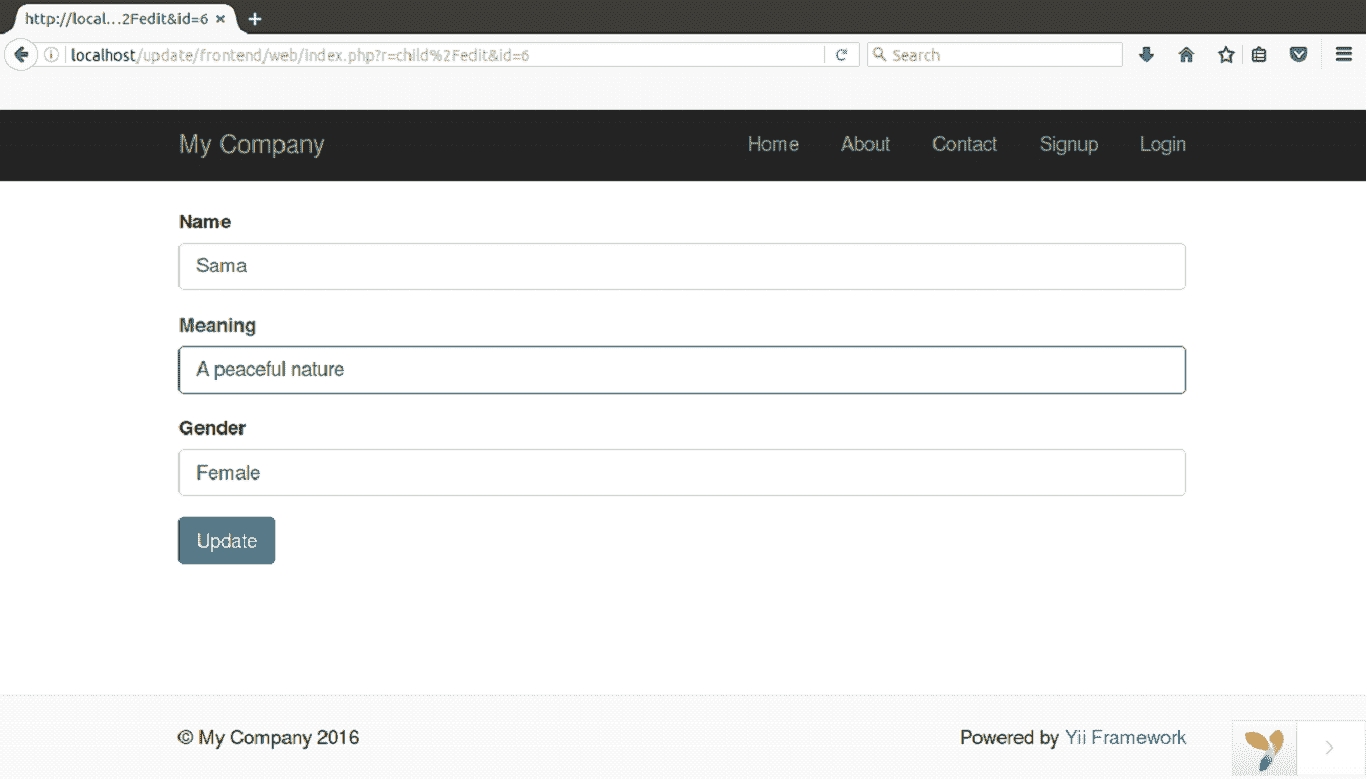 http://local...2Fedit&id=6
localhost/update/frontend/web/index.php?r=child%2Fedit&id=6
Search
My Company
Home
About
Contact
Signup
Login
Name
Sama
Meaning
A peaceful nature
Gender
Female
Update
© My Company 2016
Powered by Yii Framework